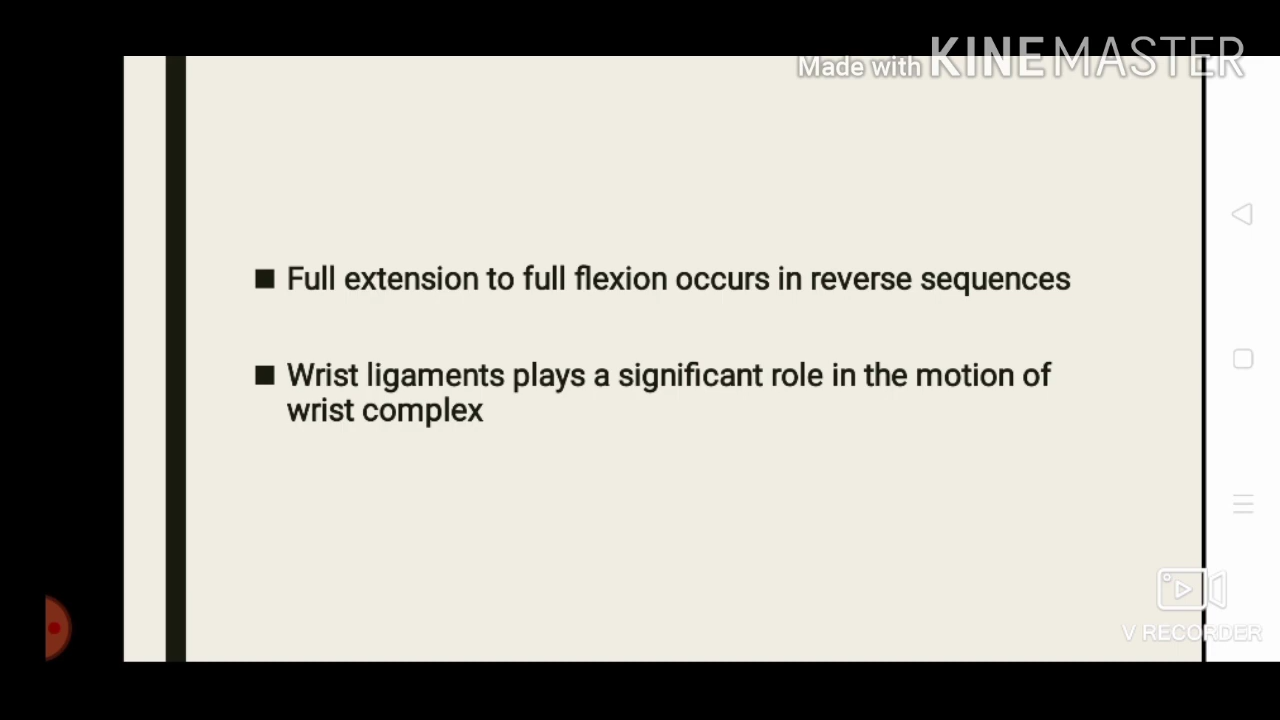 Made with KINEMASTER
■ Full extension to full flexion occurs in reverse sequences
■ Wrist ligaments plays a significant role in the motion of
wrist complex
V RECORDER